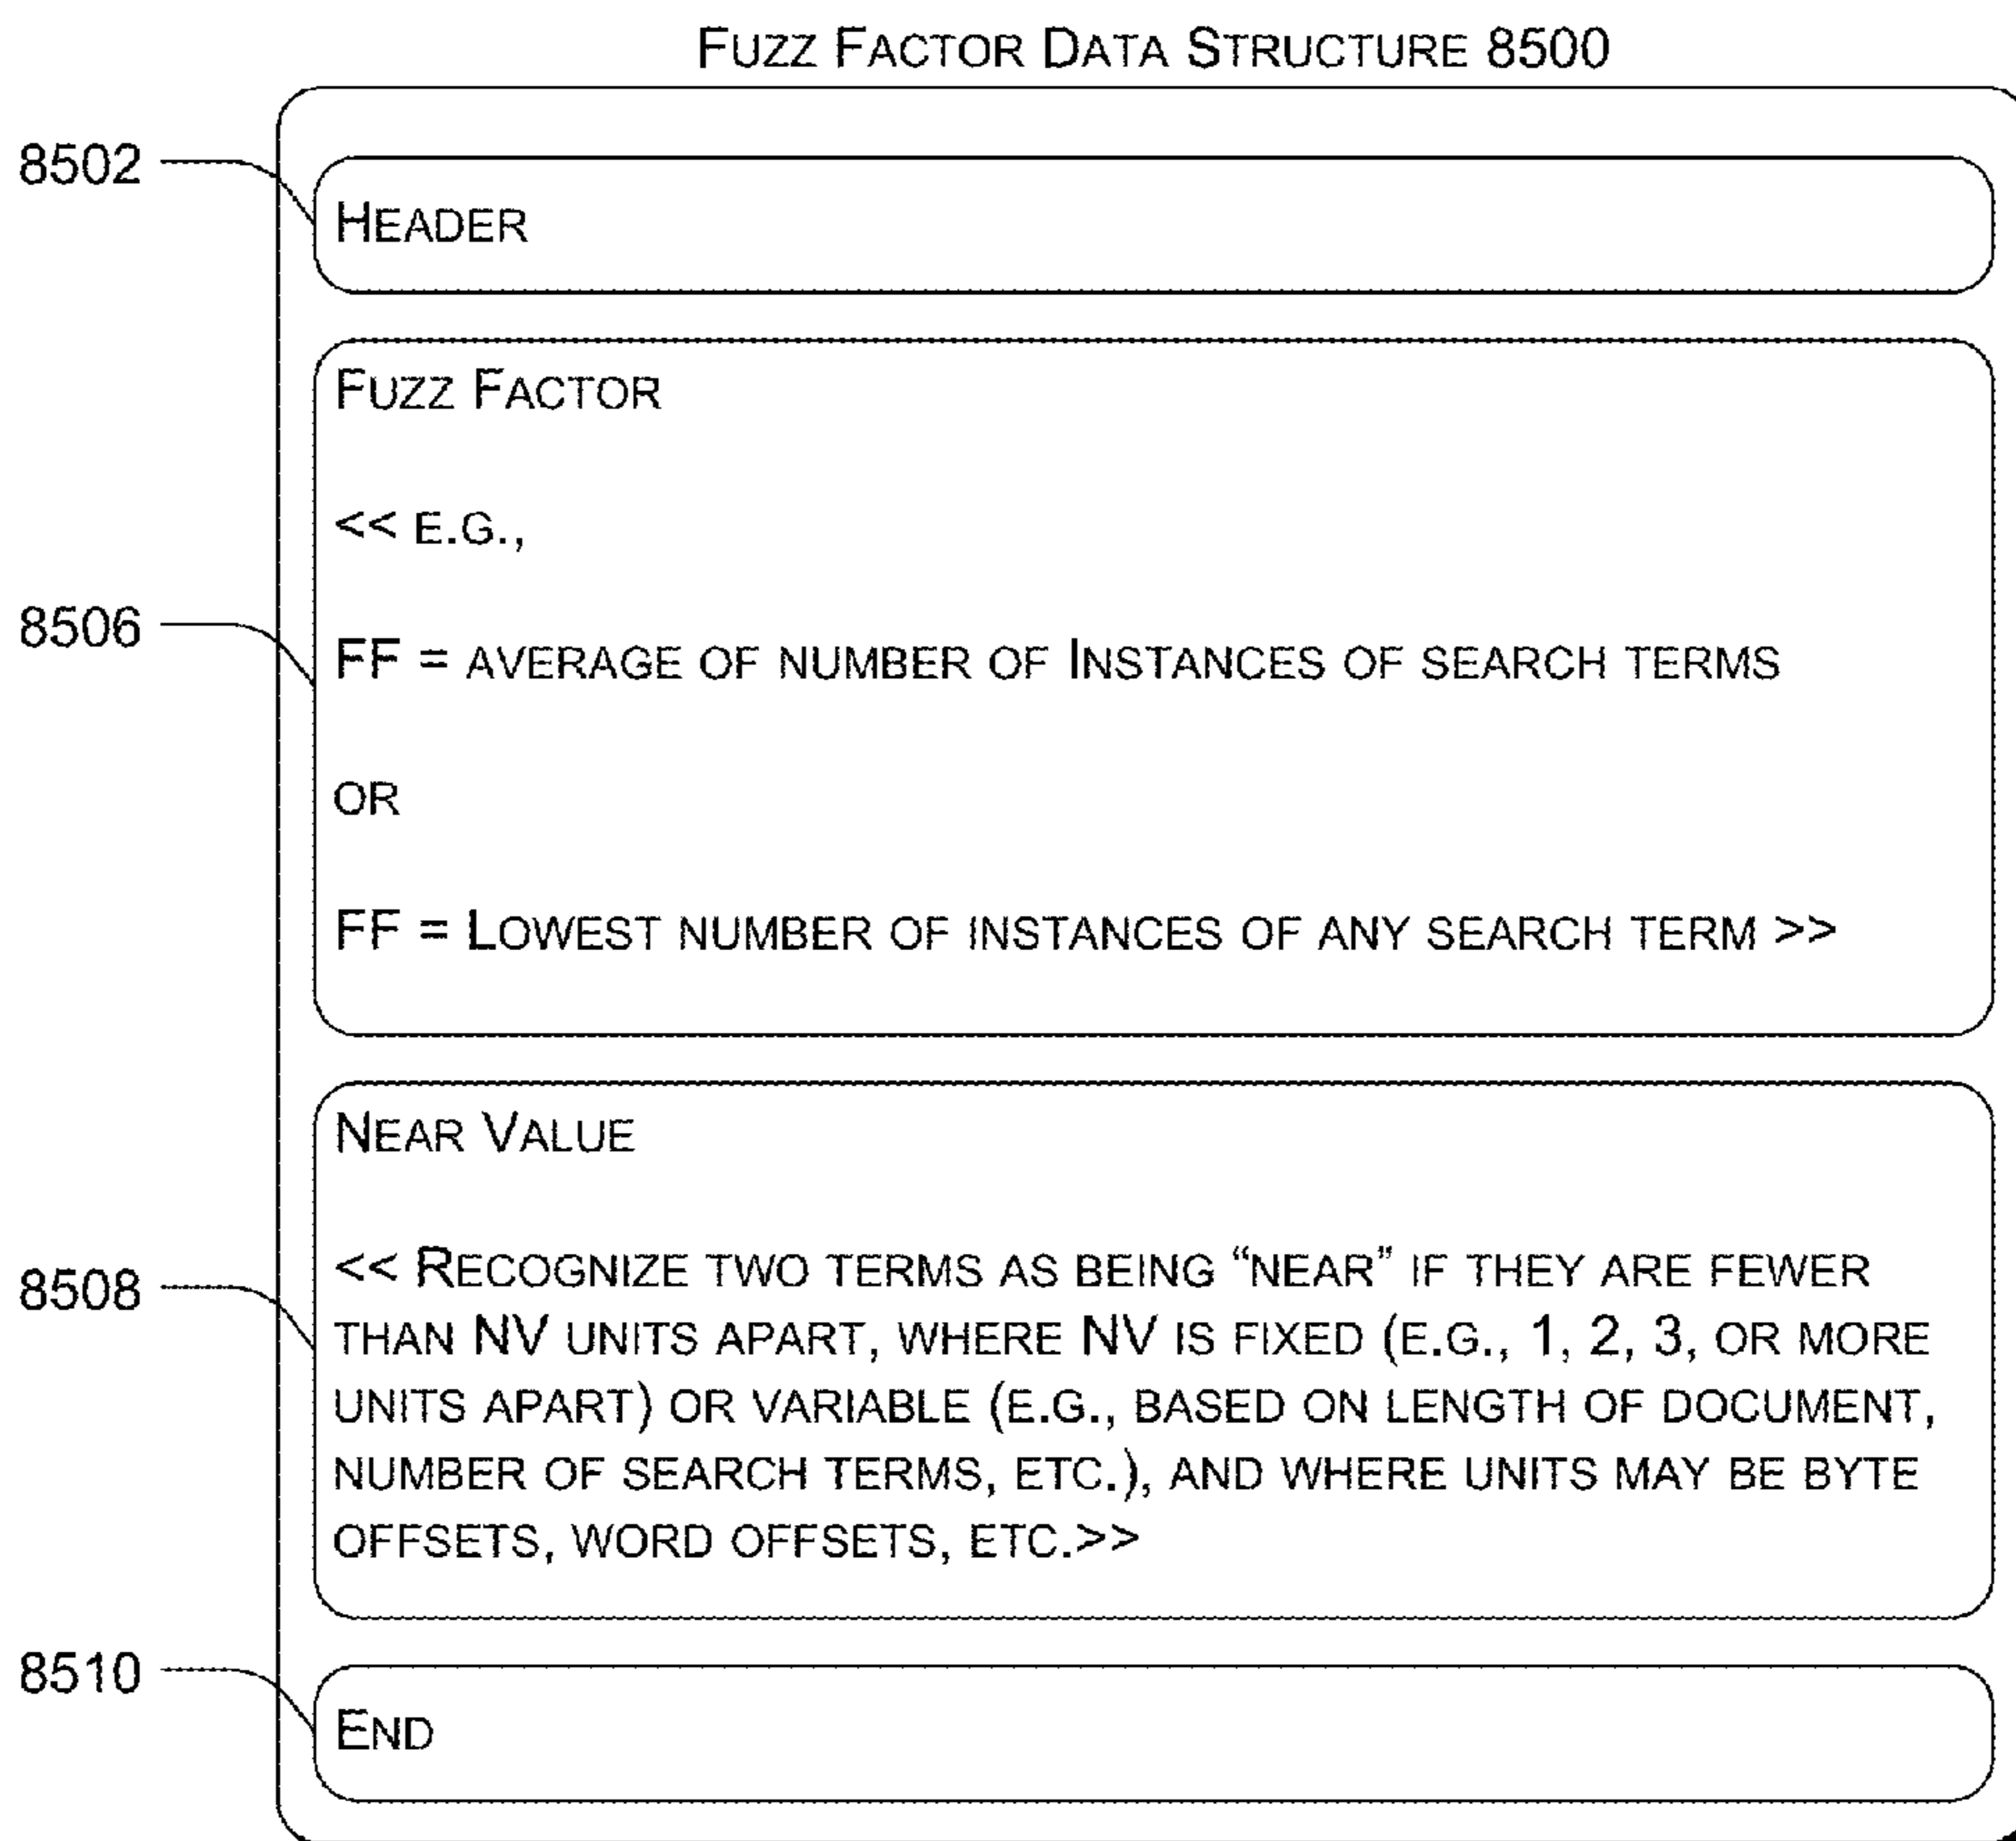 FUZZ FACTOR DATA STRUCTURE 8500
8502
HEADER
FUZZ FACTOR
<< E.G.,
8506
FF = AVERAGE OF NUMBER OF INSTANCES OF SEARCH TERMS
OR
FF = LOWEST NUMBER OF INSTANCES OF ANY SEARCH TERM >>
NEAR VALUE
8508
<< RECOGNIZE TWO TERMS AS BEING “NEAR” IF THEY ARE FEWER
THAN NV UNITS APART, WHERE NV IS FIXED (E.G., 1, 2, 3, OR MORE
UNITS APART) OR VARIABLE (E.G., BASED ON LENGTH OF DOCUMENT,
NUMBER OF SEARCH TERMS, ETC.), AND WHERE UNITS MAY BE BYTE
OFFSETS, WORD OFFSETS, ETC.>>
8510
END